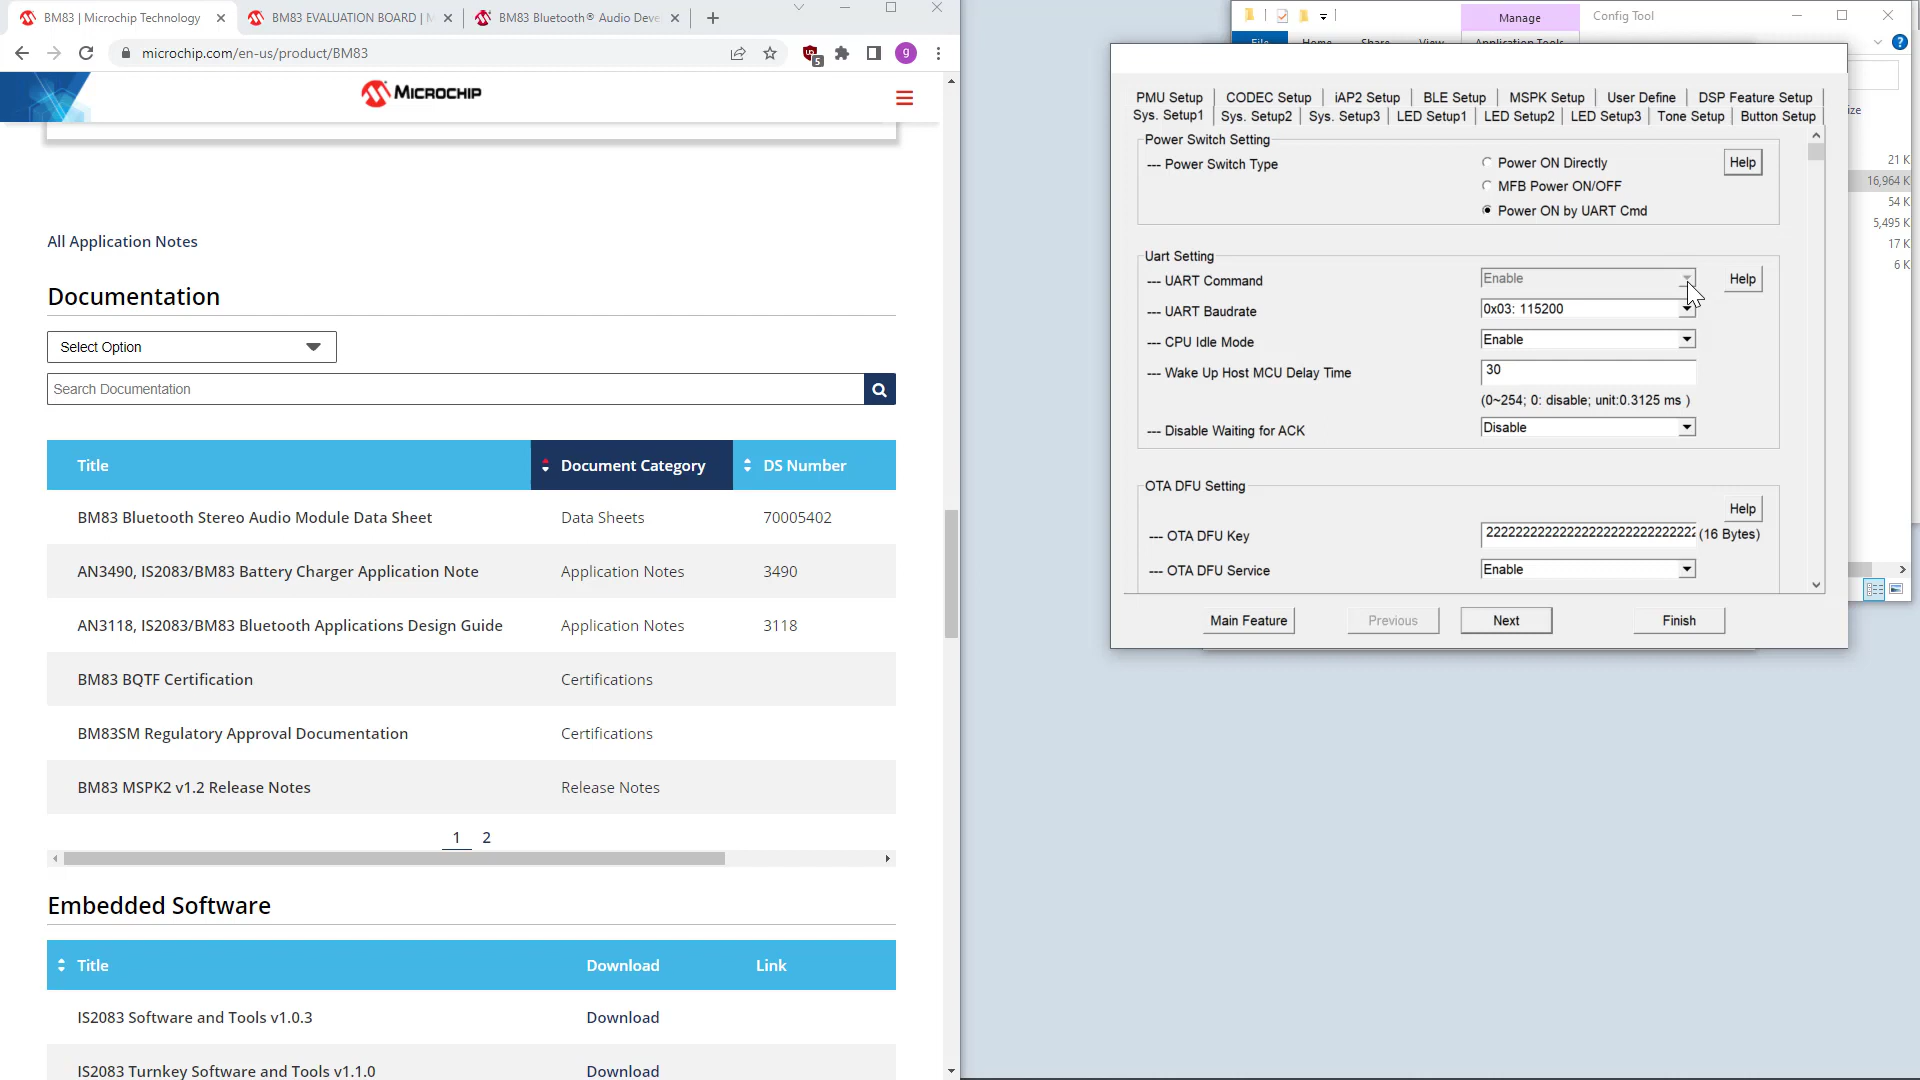 BM83 | Microchip Technology
BM83 EVALUATION BOARD | M
BM83 Bluetooth® Audio Deve
microchip.com/en-us/product/BM83
5
g
MICROCHIP
All Application Notes
Documentation
Select Option
Search Documentation
Title Document Category DS Number
BM83 Bluetooth Stereo Audio Module Data Sheet Data Sheets 70005402
AN3490, IS2083/BM83 Battery Charger Application Note Application Notes 3490
AN3118, IS2083/BM83 Bluetooth Applications Design Guide Application Notes 3118
BM83 BQTF Certification Certifications
BM83SM Regulatory Approval Documentation Certifications
BM83 MSPK2 v1.2 Release Notes Release Notes
1 2
Embedded Software
Title Download Link
IS2083 Software and Tools v1.0.3 Download
IS2083 Turnkey Software and Tools v1.1.0 Download
Manage Config Tool
File Home Share View Application Tools
PMU Setup CODEC Setup iAP2 Setup BLE Setup MSPK Setup User Define DSP Feature Setup
Sys. Setup1 Sys. Setup2 Sys. Setup3 LED Setup1 LED Setup2 LED Setup3 Tone Setup Button Setup
Power Switch Setting
--- Power Switch Type Power ON Directly Help
MFB Power ON/OFF
Power ON by UART Cmd
Uart Setting
--- UART Command Enable Help
--- UART Baudrate 0x03: 115200
--- CPU Idle Mode Enable
--- Wake Up Host MCU Delay Time 30
(0~254; 0: disable; unit:0.3125 ms )
--- Disable Waiting for ACK Disable
OTA DFU Setting
Help
--- OTA DFU Key (16 Bytes)
--- OTA DFU Service Enable
Main Feature Previous Next Finish
ize
21 K
16,964 K
54 K
5,495 K
17 K
6 K